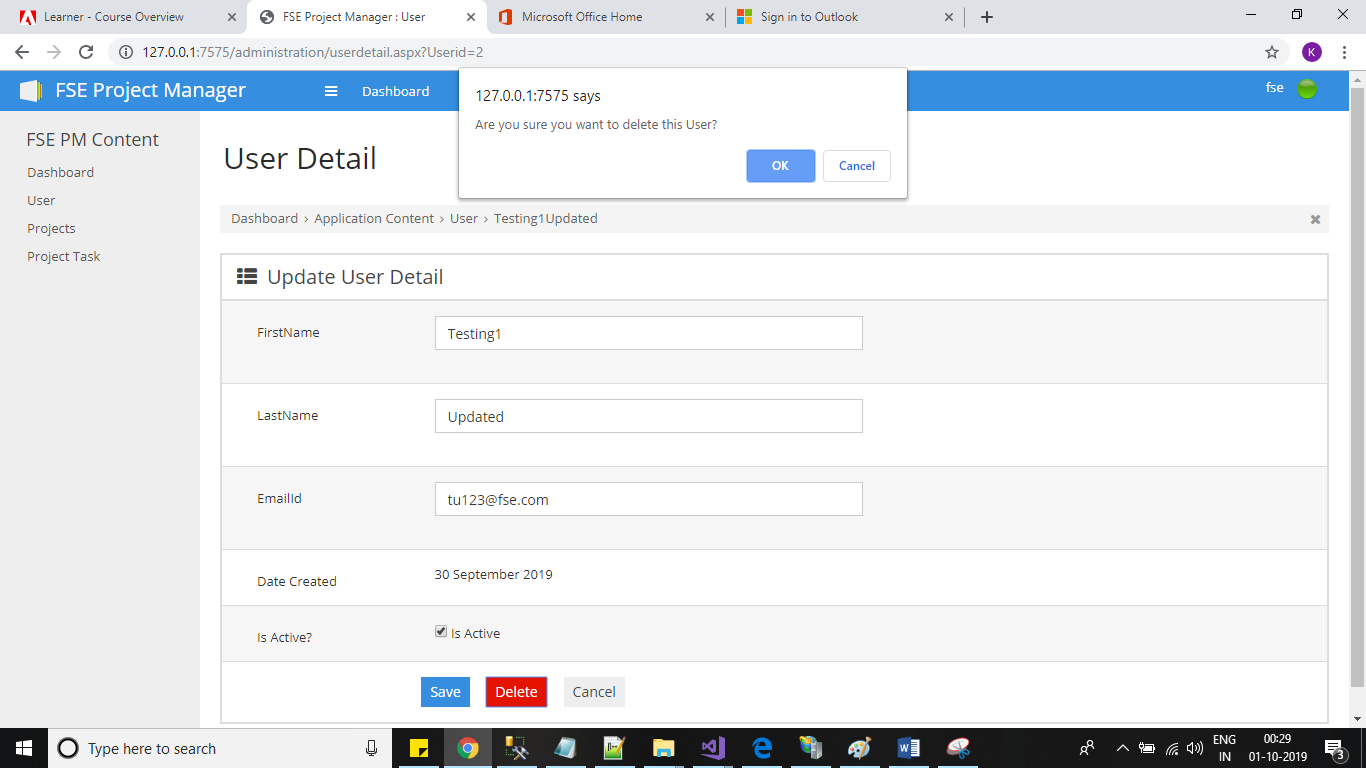 Learner - Course Overview
FSE Project Manager : User
Microsoft Office Home
Sign in to Outlook
127.0.0.1:7575/administration/userdetail.aspx?Userid=2
K
FSE Project Manager
Dashboard
fse
127.0.0.1:7575 says
Are you sure you want to delete this User?
OK
Cancel
FSE PM Content
Dashboard
User
Projects
Project Task
User Detail
Dashboard › Application Content › User › Testing1Updated
Update User Detail
FirstName
Testing1
LastName
Updated
EmailId
tu123@fse.com
Date Created
30 September 2019
Is Active?
Is Active
Save
Delete
Cancel
Type here to search
ENG
IN
00:29
01-10-2019
3